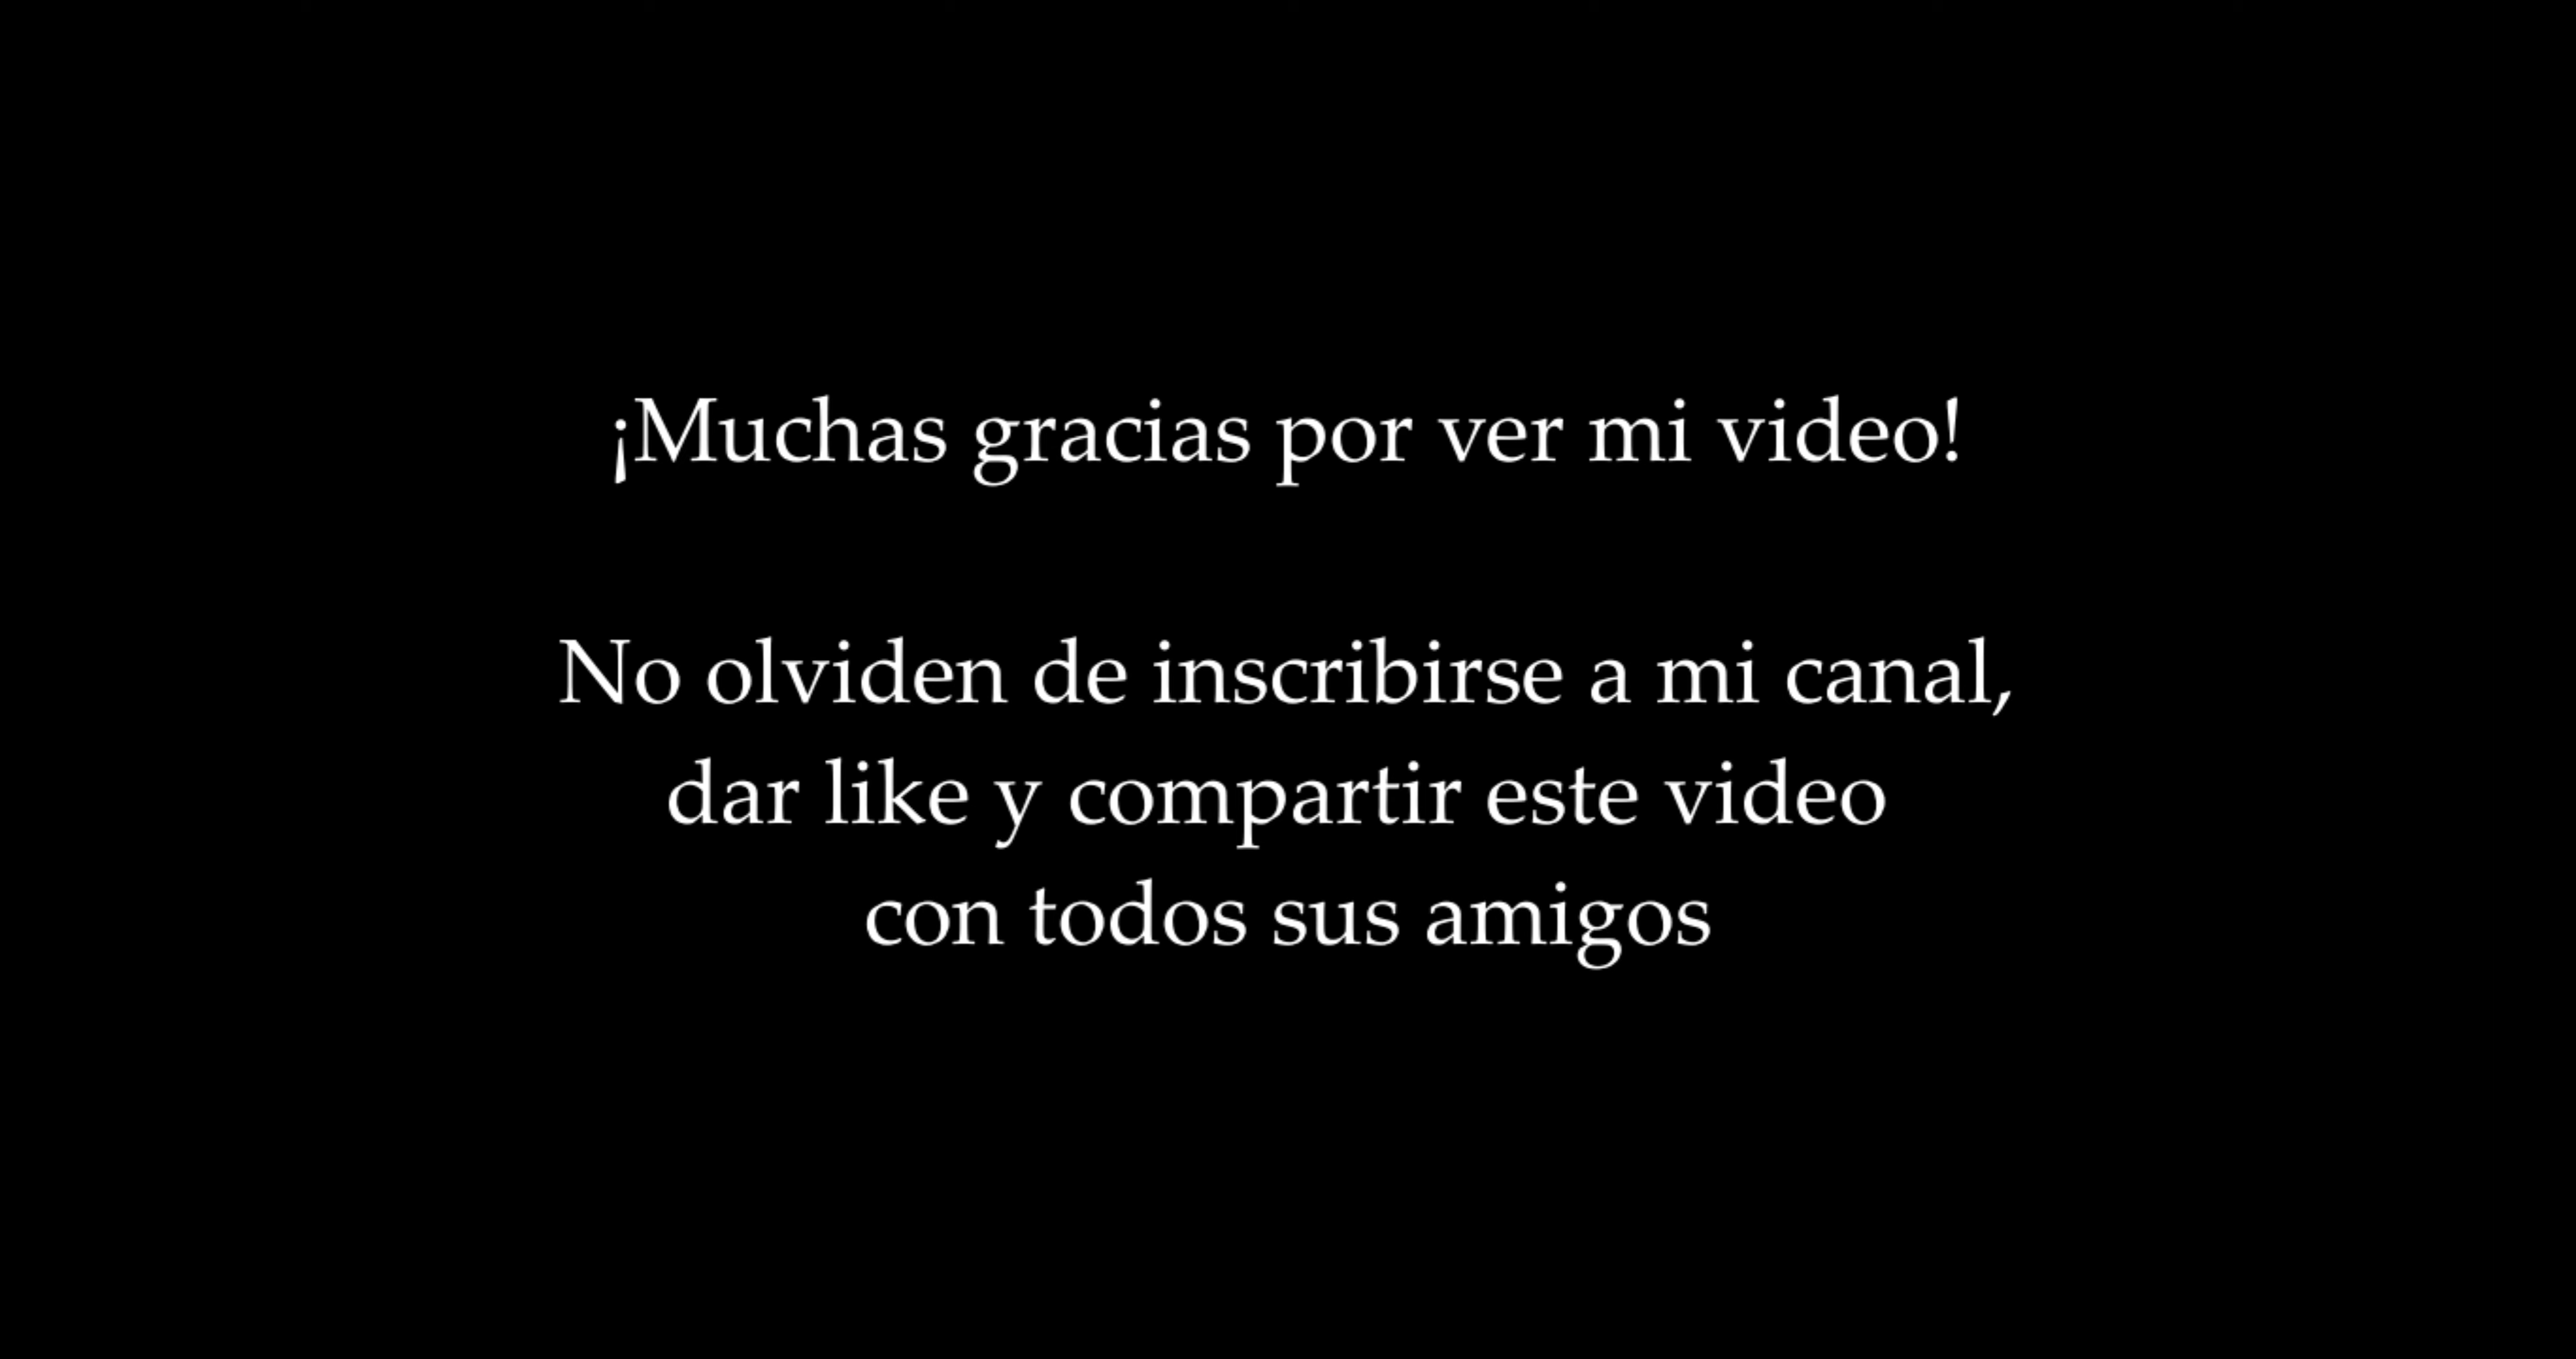 ¡Muchas gracias por ver mi video!
No olviden de inscribirse a mi canal,
dar like y compartir este video
con todos sus amigos